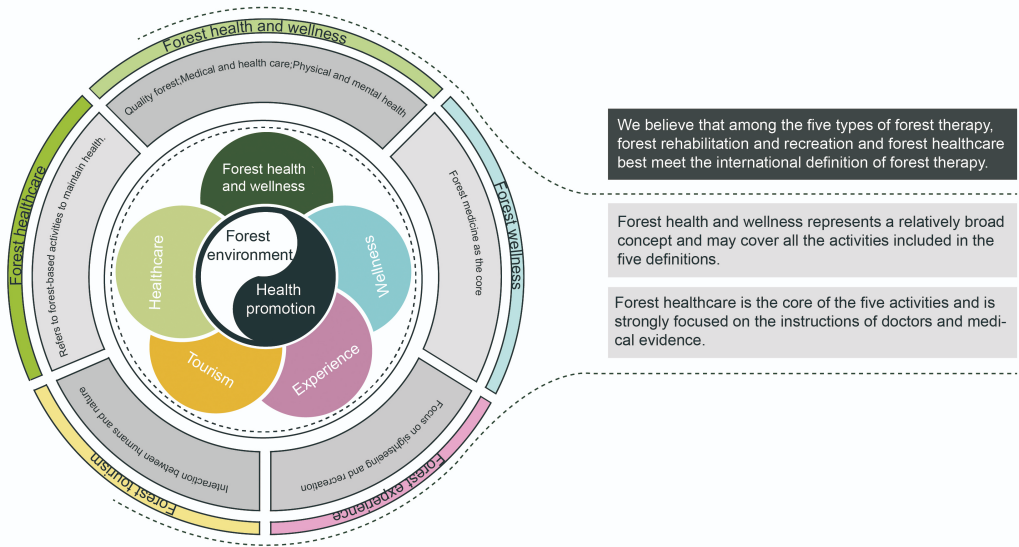 Forest health and wellness
Quality forest;Medical and health care;Physical and mental health
Forest healthcare
Refers to forest-based activities to maintain health.
Forest wellness
Forest medicine as the core
Forest tourism
Interaction between humans and nature
Forest experience
Focus on sightseeing and recreation
Forest health
and wellness
Healthcare
Wellness
Tourism
Experience
Forest
environment
Health
promotion
We believe that among the five types of forest therapy,
forest rehabilitation and recreation and forest healthcare
best meet the international definition of forest therapy.
Forest health and wellness represents a relatively broad
concept and may cover all the activities included in the
five definitions.
Forest healthcare is the core of the five activities and is
strongly focused on the instructions of doctors and medi-
cal evidence.